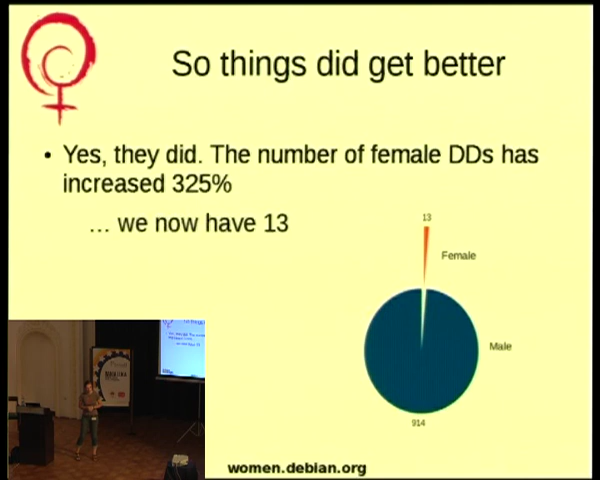 So things did get better
• Yes, they did. The number of female DDs has
increased 325%
... we now have 13
13
Female
Male
914
women.debian.org